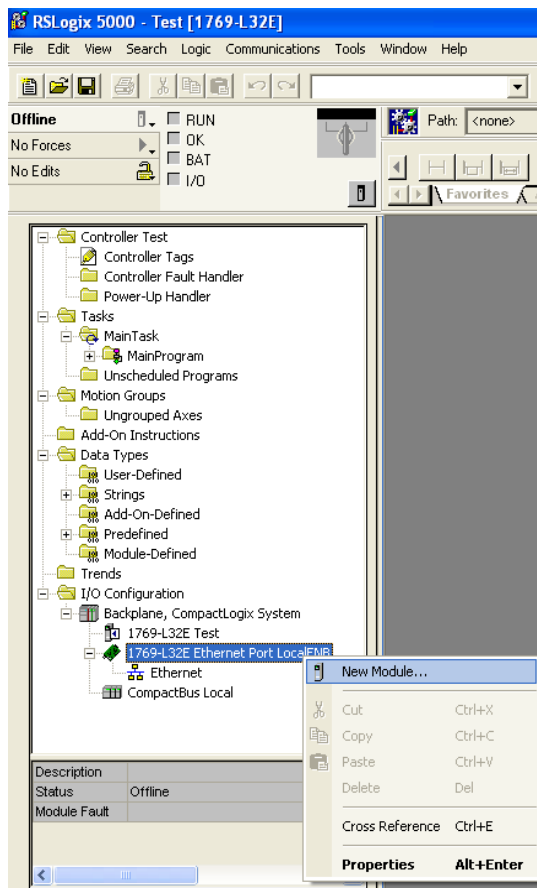 RSLogix 5000 - Test [1769-L32E]
File Edit View Search Logic Communications Tools Window Help
Offline
RUN
Path: <none>
No Forces
OK
No Edits
BAT
I/O
Favorites
Controller Test
Controller Tags
Controller Fault Handler
Power-Up Handler
Tasks
MainTask
MainProgram
Unscheduled Programs
Motion Groups
Ungrouped Axes
Add-On Instructions
Data Types
User-Defined
Strings
Add-On-Defined
Predefined
Module-Defined
Trends
I/O Configuration
Backplane, CompactLogix System
1769-L32E Test
1769-L32E Ethernet Port LocalENB
Ethernet
CompactBus Local
New Module...
Cut Ctrl+X
Copy Ctrl+C
Paste Ctrl+V
Delete Del
Cross Reference Ctrl+E
Properties Alt+Enter
Description
Status Offline
Module Fault